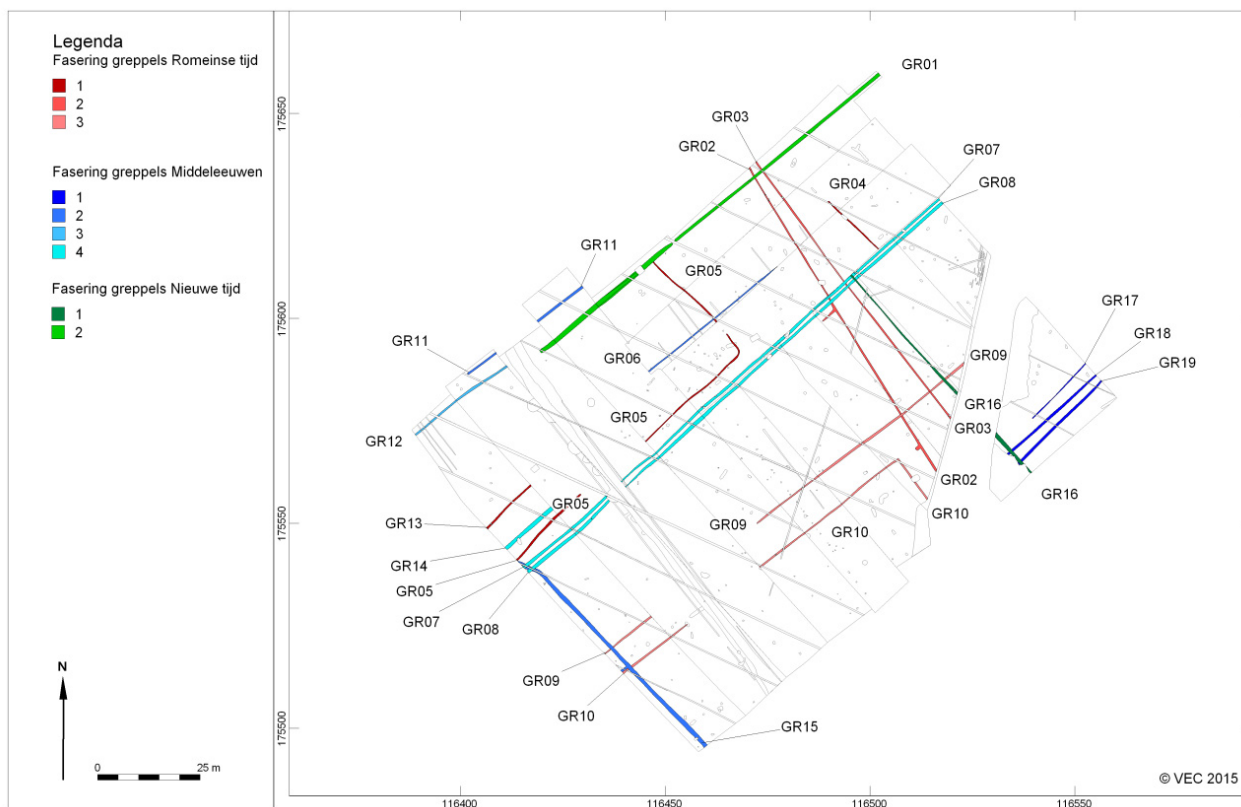 Legenda
Fasering greppels Romeinse tijd
1
2
3
Fasering greppels Middeleeuwen
1
2
3
4
Fasering greppels Nieuwe tijd
1
2
N
0 25 m
175650
175600
175550
175500
116400 116450 116500 116550
GR01
GR03
GR02
GR07
GR04
GR08
GR11
GR05
GR17
GR18
GR11
GR06
GR09
GR19
GR05
GR16
GR12
GR03
GR02
GR16
GR05
GR13
GR09
GR10
GR10
GR14
GR05
GR07
GR08
GR09
GR10
GR15
© VEC 2015